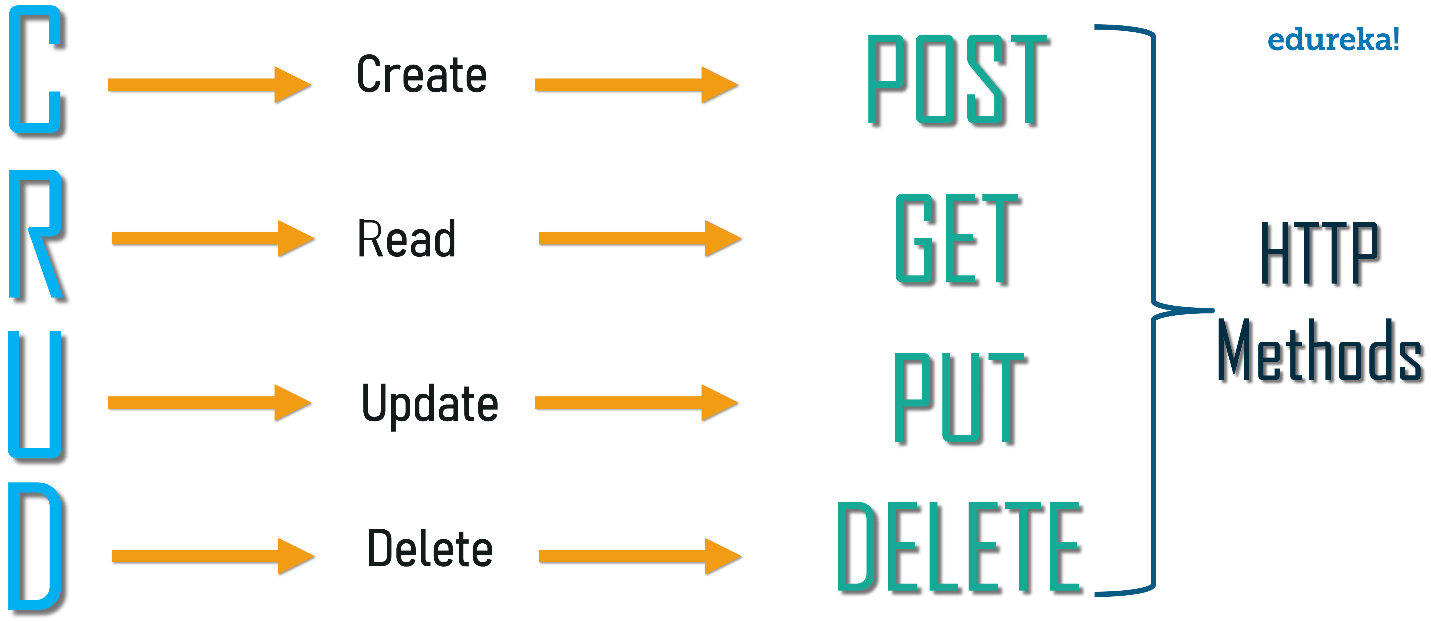 C Create POST
edureka!
R Read GET
HTTP
Methods
U Update PUT
D Delete DELETE